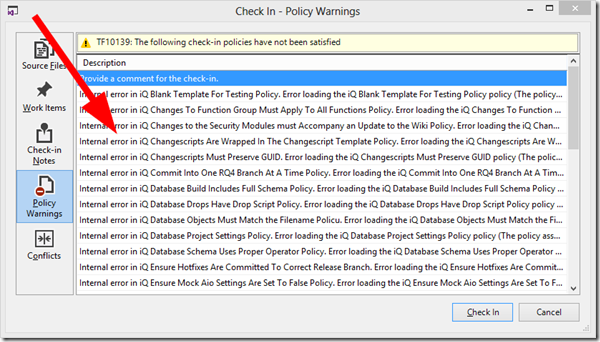 Check In - Policy Warnings
Source Files
Work Items
Check-in
Notes
Policy
Warnings
Conflicts
TF10139: The following check-in policies have not been satisfied
Description
Provide a comment for the check-in.
Internal error in iQ Blank Template For Testing Policy. Error loading the iQ Blank Template For Testing Policy policy (The policy...
Internal error in iQ Changes To Function Group Must Apply To All Functions Policy. Error loading the iQ Changes To Function ...
Internal error in iQ Changes to the Security Modules must Accompany an Update to the Wiki Policy. Error loading the iQ Chan...
Internal error in iQ Changescripts Are Wrapped In The Changescript Template Policy. Error loading the iQ Changescripts Are W...
Internal error in iQ Changescripts Must Preserve GUID. Error loading the iQ Changescripts Must Preserve GUID policy (The polic...
Internal error in iQ Commit Into One RQ4 Branch At A Time Policy. Error loading the iQ Commit Into One RQ4 Branch At A Ti...
Internal error in iQ Database Build Includes Full Schema Policy. Error loading the iQ Database Build Includes Full Schema Polic...
Internal error in iQ Database Drops Have Drop Script Policy. Error loading the iQ Database Drops Have Drop Script Policy policy ...
Internal error in iQ Database Objects Must Match the Filename Policy. Error loading the iQ Database Objects Must Match the Fi...
Internal error in iQ Database Project Settings Policy. Error loading the iQ Database Project Settings Policy policy (The policy ass...
Internal error in iQ Database Schema Uses Proper Operator Policy. Error loading the iQ Database Schema Uses Proper Operator ...
Internal error in iQ Ensure Hotfixes Are Committed To Correct Release Branch. Error loading the iQ Ensure Hotfixes Are Commit...
Internal error in iQ Ensure Mock Aio Settings Are Set To False Policy. Error loading the iQ Ensure Mock Aio Settings Are Set To F...
Check In
Cancel